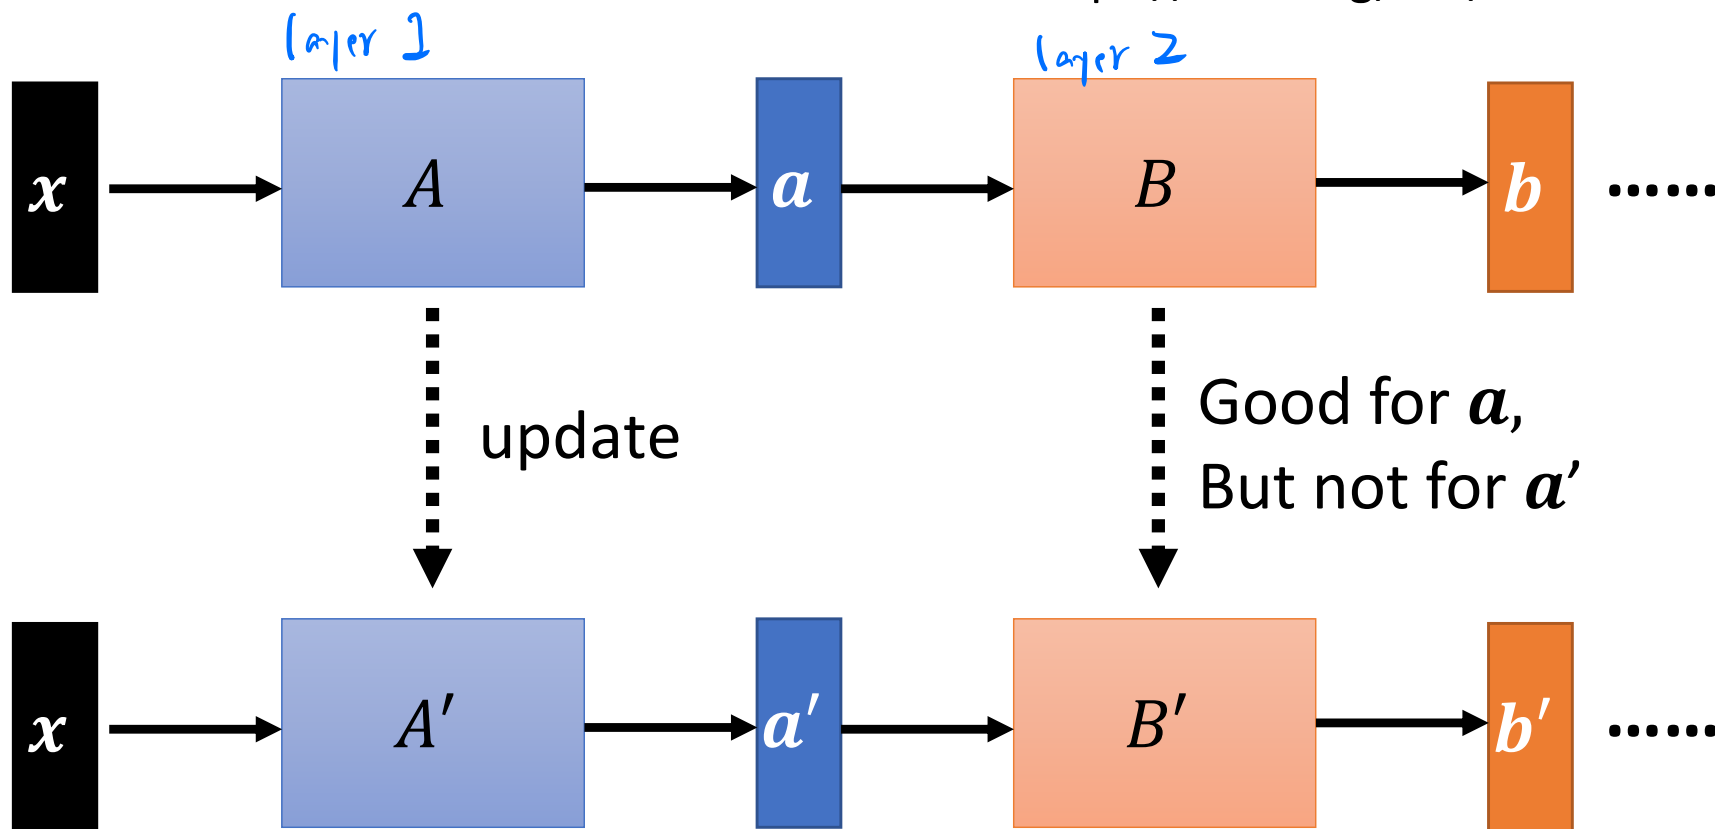 layer 1
layer 2
x
A
a
B
b
……
update
Good for a,
But not for a′
x
A′
a′
B′
b′
……